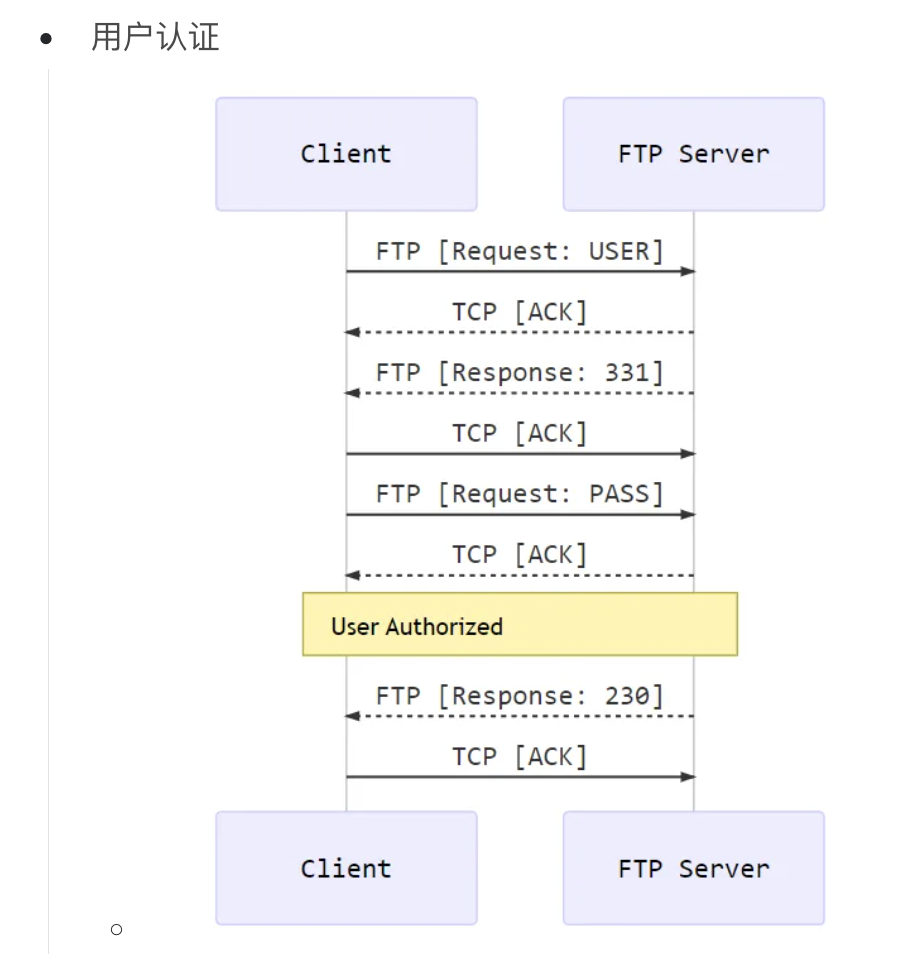 用户认证
Client FTP Server
FTP [Request: USER]
TCP [ACK]
FTP [Response: 331]
TCP [ACK]
FTP [Request: PASS]
TCP [ACK]
User Authorized
FTP [Response: 230]
TCP [ACK]
Client FTP Server